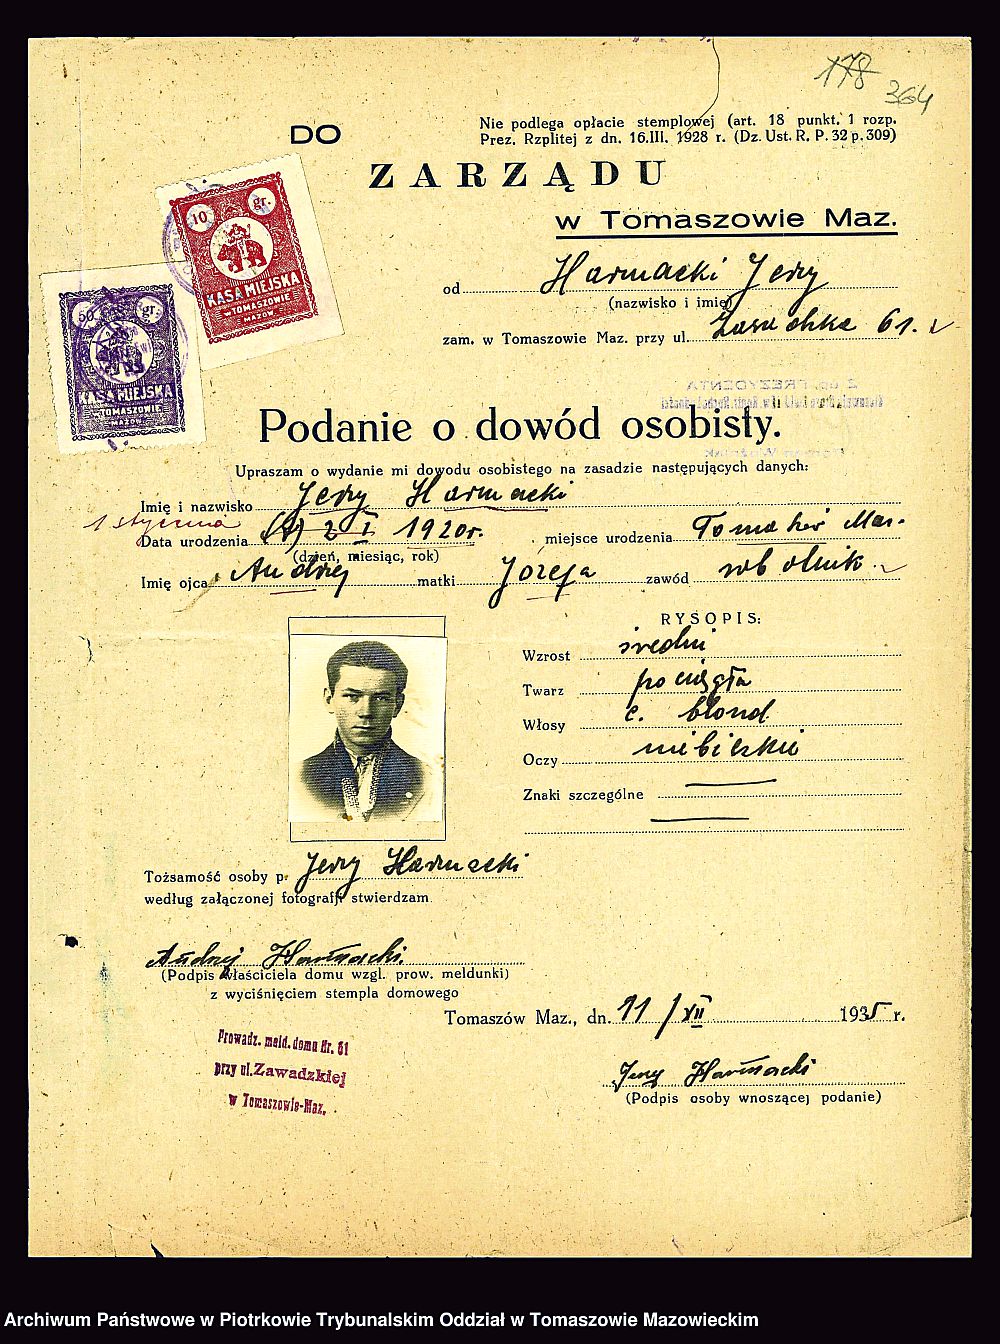 178
364
Nie podlega opłacie stemplowej (art. 18 punkt. 1 rozp.
Prez. Rzplitej z dn. 16.III. 1928 r. (Dz. Ust. R. P. 32 p. 309)
DO
ZARZĄDU
w Tomaszowie Maz.
10 gr.
KASA MIEJSKA
w TOMASZOWIE
MAZOW.
50 gr.
KASA MIEJSKA
w TOMASZOWIE
MAZOW.
od Harmacki Jerzy
(nazwisko i imię)
zam. w Tomaszowie Maz. przy ul. 61.
Podanie o dowód osobisty.
Upraszam o wydanie mi dowodu osobistego na zasadzie następujących danych:
Imię i nazwisko Jerzy Harmacki
1 stycznia
Data urodzenia 2 I 1920 r. miejsce urodzenia Maz.
(dzień, miesiąc, rok)
Imię ojca Andrzej matki Józefa zawód robotnik
RYSOPIS:
Wzrost średni
Twarz pociągła
Włosy c. blond
Oczy niebieskie
Znaki szczególne
Tożsamość osoby p. Jerzy Harmacki
według załączonej fotografji stwierdzam.
Andrzej Harmacki.
(Podpis właściciela domu wzgl. prow. meldunki)
z wyciśnięciem stempla domowego
Tomaszów Maz., dn. 11/XII 1935 r.
Prowadz. meld. domu Nr. 61
przy ul. Zawadzkiej
w Tomaszowie-Maz.
Jerzy Harmacki
(Podpis osoby wnoszącej podanie)
Archiwum Państwowe w Piotrkowie Trybunalskim Oddział w Tomaszowie Mazowieckim